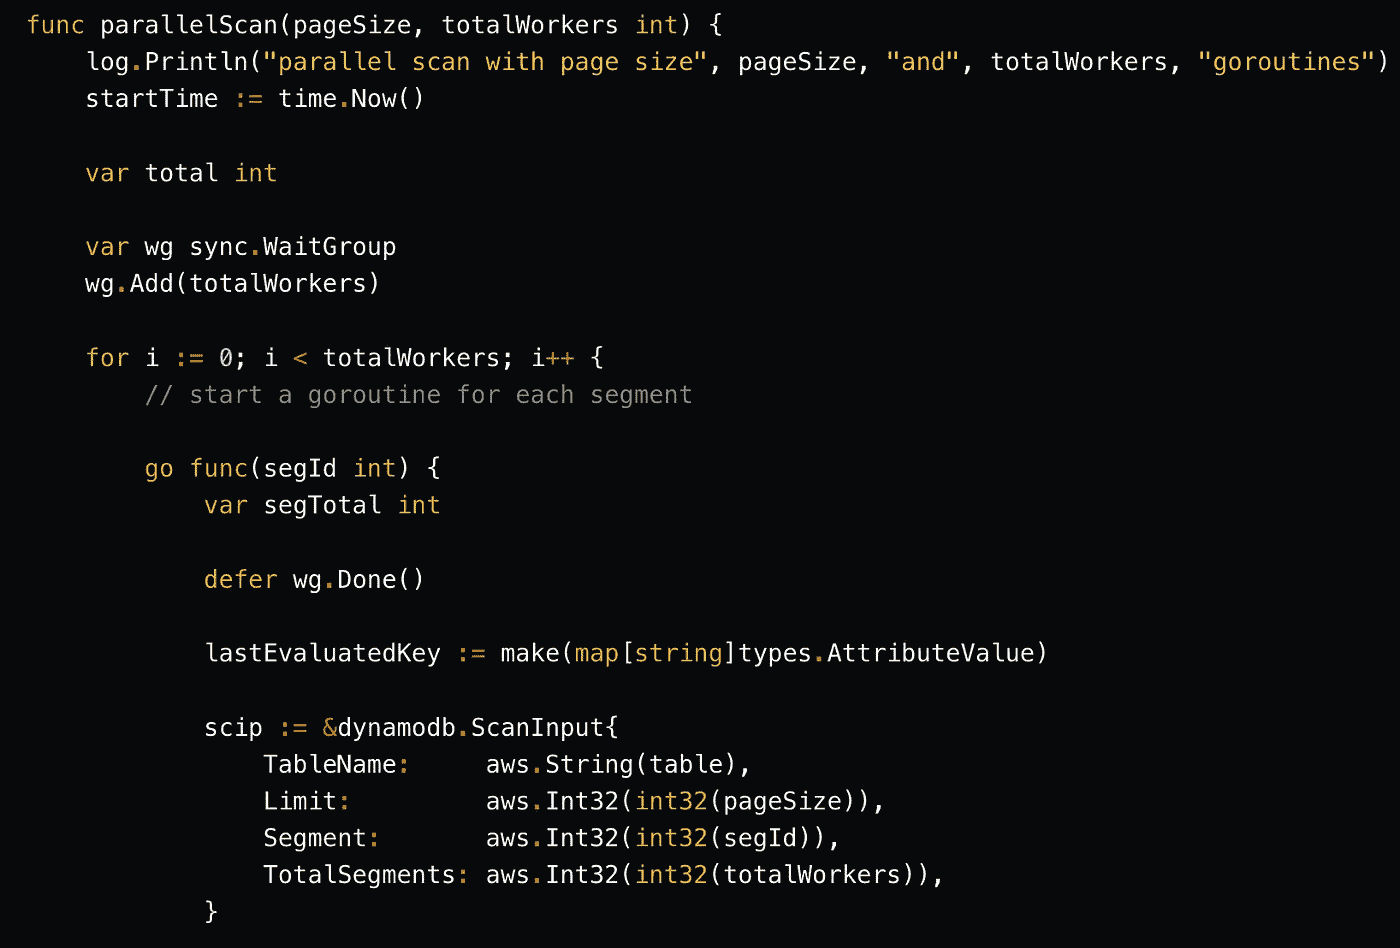 func parallelScan(pageSize, totalWorkers int) {
    log.Println("parallel scan with page size", pageSize, "and", totalWorkers, "goroutines")
    startTime := time.Now()

    var total int

    var wg sync.WaitGroup
    wg.Add(totalWorkers)

    for i := 0; i < totalWorkers; i++ {
        // start a goroutine for each segment

        go func(segId int) {
            var segTotal int

            defer wg.Done()

            lastEvaluatedKey := make(map[string]types.AttributeValue)

            scip := &dynamodb.ScanInput{
                TableName:     aws.String(table),
                Limit:         aws.Int32(int32(pageSize)),
                Segment:       aws.Int32(int32(segId)),
                TotalSegments: aws.Int32(int32(totalWorkers)),
            }